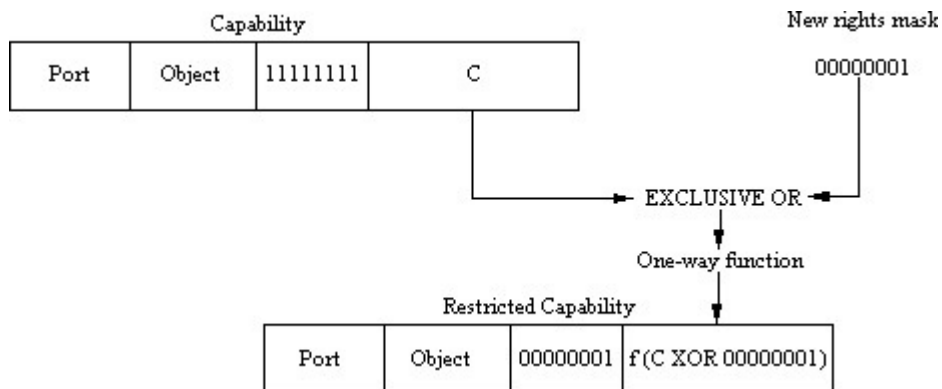 Capability
New rights mask
Port Object 11111111 C
00000001
EXCLUSIVE OR
One-way function
Restricted Capability
Port Object 00000001 f(C XOR 00000001)